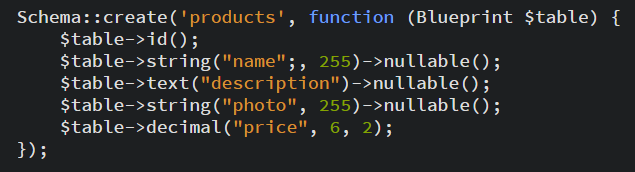 Schema::create('products', function (Blueprint $table) {
$table->id();
$table->string("name";, 255)->nullable();
$table->text("description")->nullable();
$table->string("photo", 255)->nullable();
$table->decimal("price", 6, 2);
});